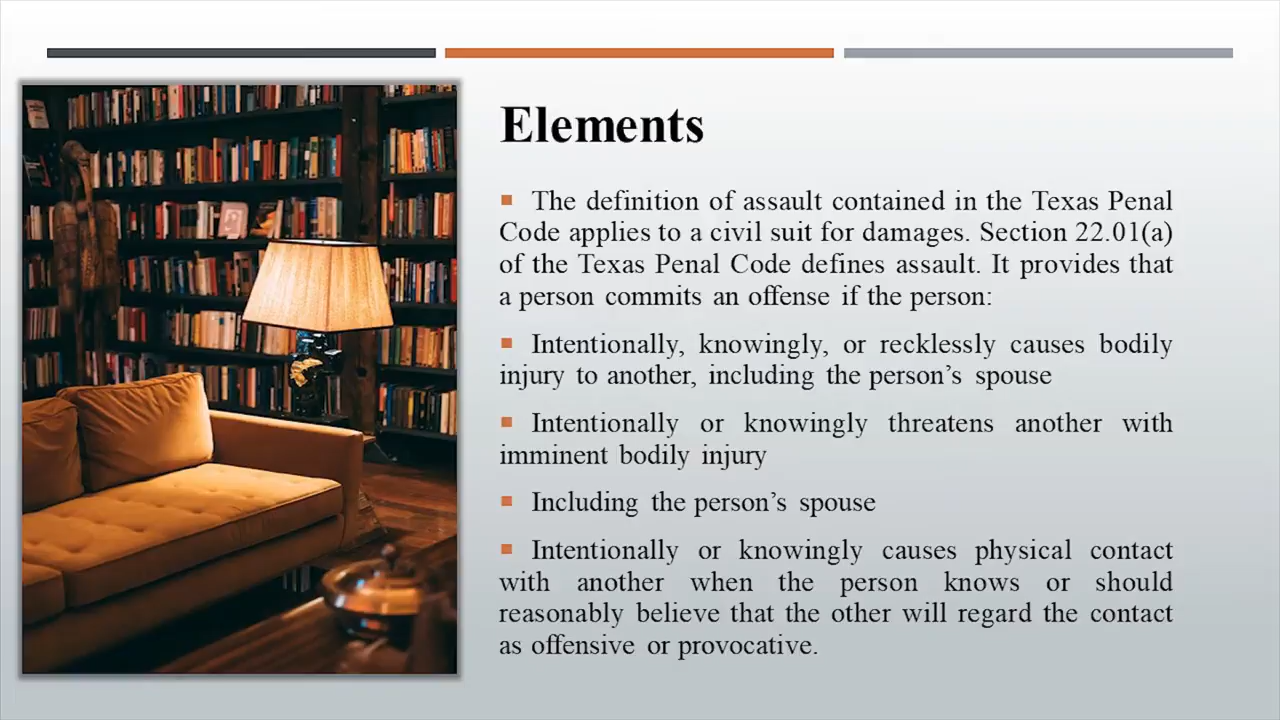 Elements
▪ The definition of assault contained in the Texas Penal
Code applies to a civil suit for damages. Section 22.01(a)
of the Texas Penal Code defines assault. It provides that
a person commits an offense if the person:
▪ Intentionally, knowingly, or recklessly causes bodily
injury to another, including the person’s spouse
▪ Intentionally or knowingly threatens another with
imminent bodily injury
▪ Including the person’s spouse
▪ Intentionally or knowingly causes physical contact
with another when the person knows or should
reasonably believe that the other will regard the contact
as offensive or provocative.